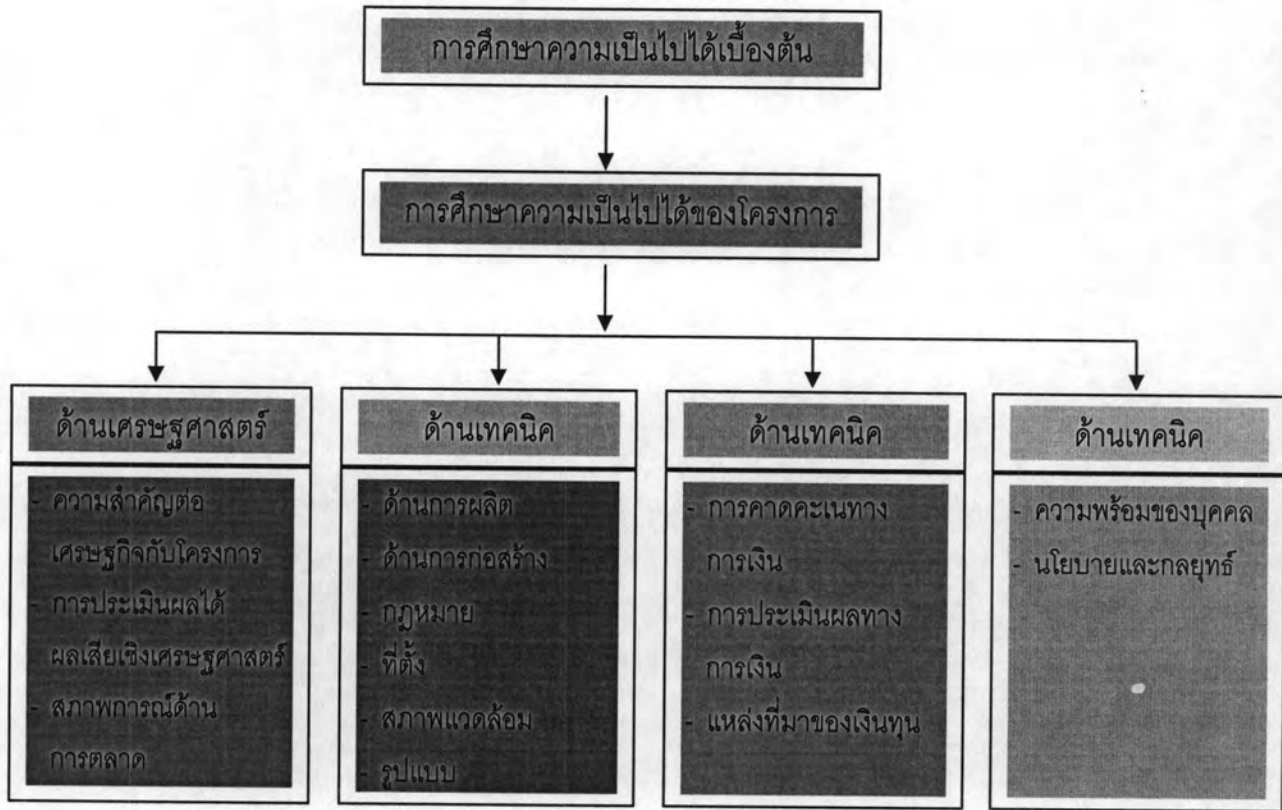 การศึกษาความเป็นไปได้เบื้องต้น
การศึกษาความเป็นไปได้ของโครงการ
ด้านเศรษฐศาสตร์
- ความสำคัญต่อ
เศรษฐกิจกับโครงการ
- การประเมินผลได้
ผลเสียเชิงเศรษฐศาสตร์
- สภาพการณ์ด้าน
การตลาด
ด้านเทคนิค
- ด้านการผลิต
- ด้านการก่อสร้าง
- กฎหมาย
- ที่ตั้ง
- สภาพแวดล้อม
- รูปแบบ
ด้านเทคนิค
- การคาดคะเนทาง
การเงิน
- การประเมินผลทาง
การเงิน
- แหล่งที่มาของเงินทุน
ด้านเทคนิค
- ความพร้อมของบุคคล
- นโยบายและกลยุทธ์